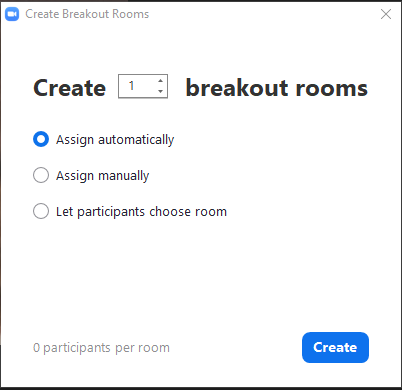 Create Breakout Rooms
Create 1 breakout rooms
Assign automatically
Assign manually
Let participants choose room
0 participants per room
Create